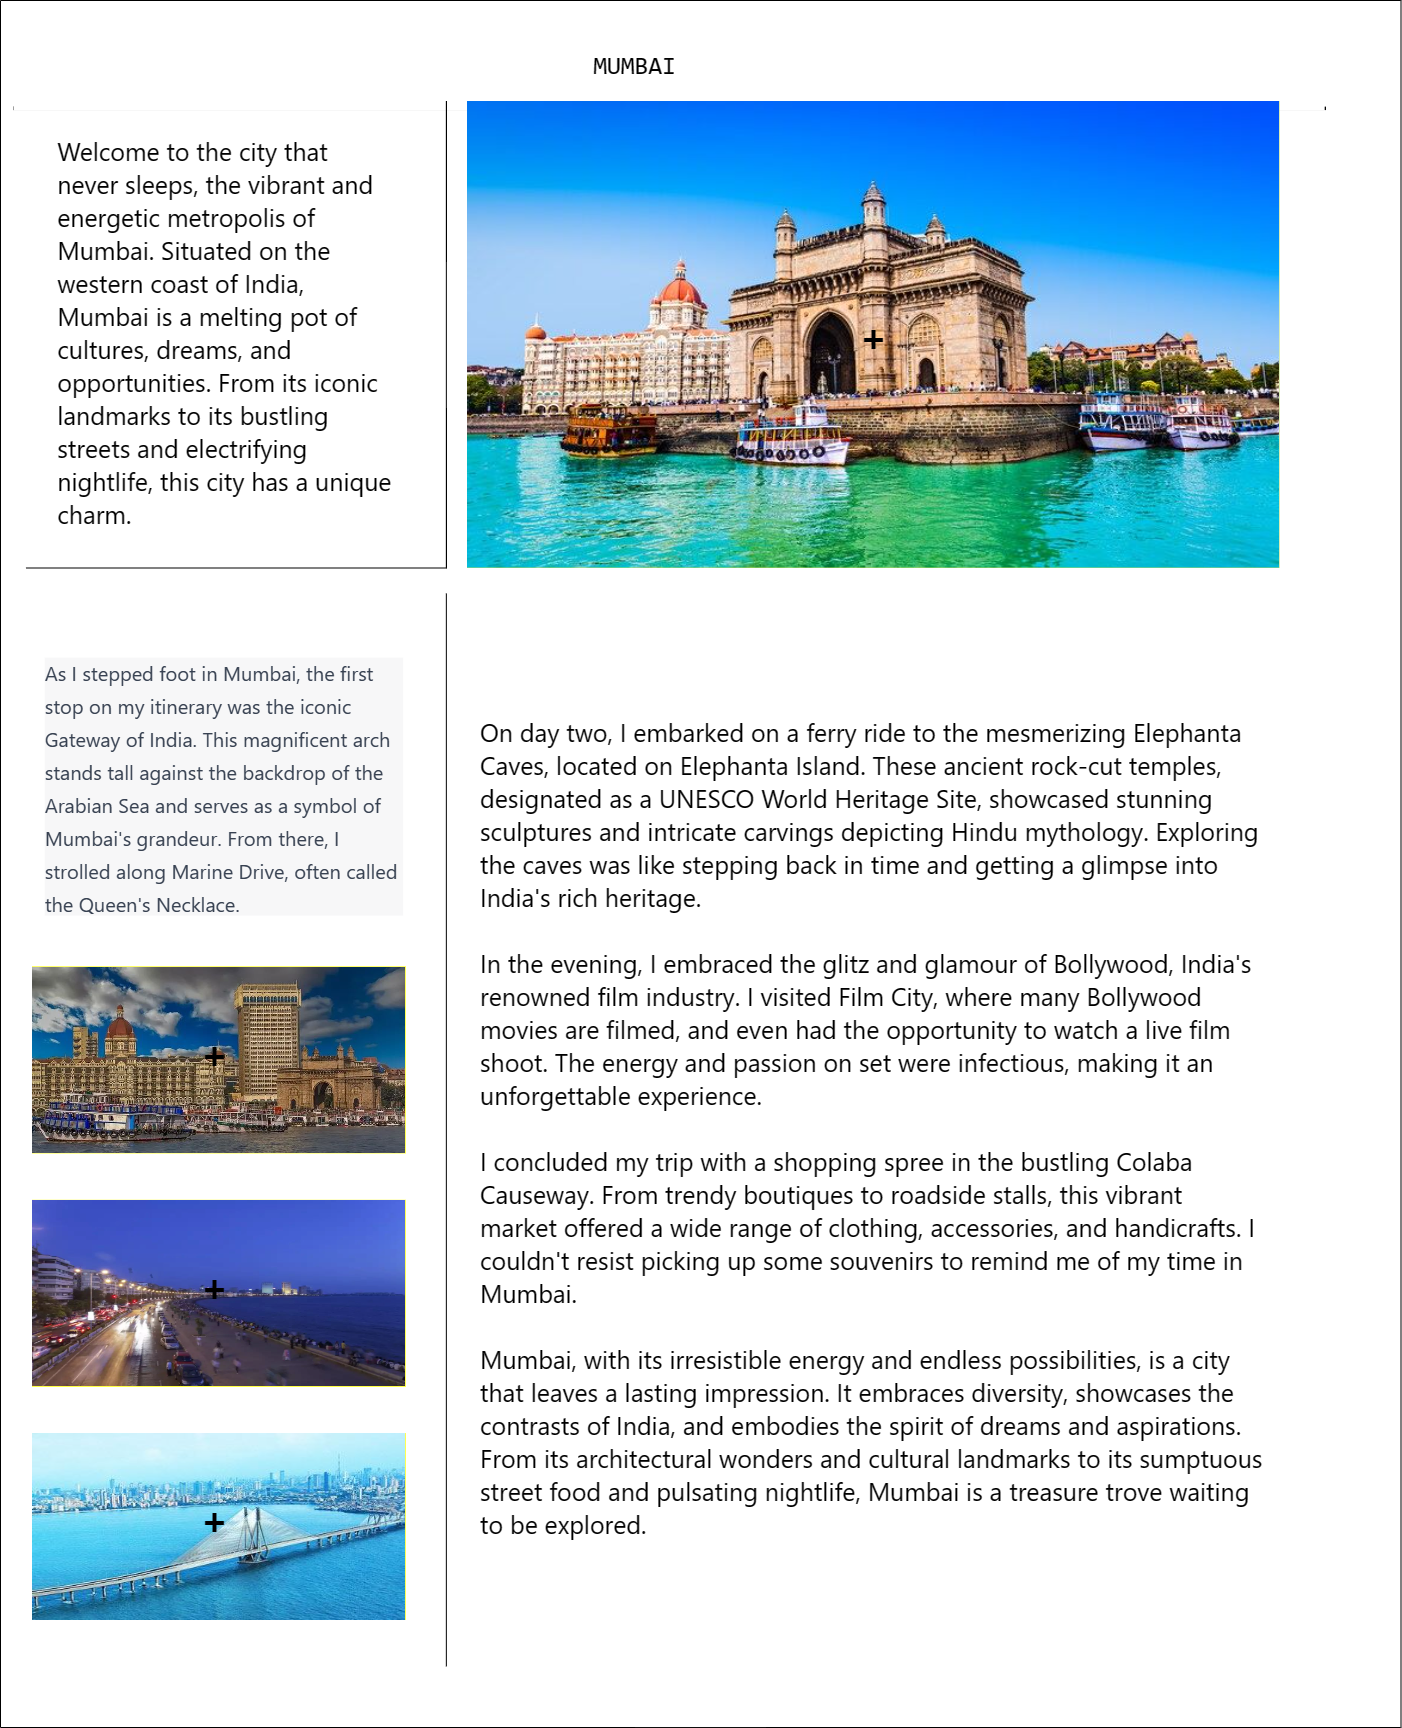 MUMBAI
Welcome to the city that
never sleeps, the vibrant and
energetic metropolis of
Mumbai. Situated on the
western coast of India,
Mumbai is a melting pot of
cultures, dreams, and
opportunities. From its iconic
landmarks to its bustling
streets and electrifying
nightlife, this city has a unique
charm.
As I stepped foot in Mumbai, the first
stop on my itinerary was the iconic
Gateway of India. This magnificent arch
stands tall against the backdrop of the
Arabian Sea and serves as a symbol of
Mumbai's grandeur. From there, I
strolled along Marine Drive, often called
the Queen's Necklace.
On day two, I embarked on a ferry ride to the mesmerizing Elephanta
Caves, located on Elephanta Island. These ancient rock-cut temples,
designated as a UNESCO World Heritage Site, showcased stunning
sculptures and intricate carvings depicting Hindu mythology. Exploring
the caves was like stepping back in time and getting a glimpse into
India's rich heritage.
In the evening, I embraced the glitz and glamour of Bollywood, India's
renowned film industry. I visited Film City, where many Bollywood
movies are filmed, and even had the opportunity to watch a live film
shoot. The energy and passion on set were infectious, making it an
unforgettable experience.
I concluded my trip with a shopping spree in the bustling Colaba
Causeway. From trendy boutiques to roadside stalls, this vibrant
market offered a wide range of clothing, accessories, and handicrafts. I
couldn't resist picking up some souvenirs to remind me of my time in
Mumbai.
Mumbai, with its irresistible energy and endless possibilities, is a city
that leaves a lasting impression. It embraces diversity, showcases the
contrasts of India, and embodies the spirit of dreams and aspirations.
From its architectural wonders and cultural landmarks to its sumptuous
street food and pulsating nightlife, Mumbai is a treasure trove waiting
to be explored.